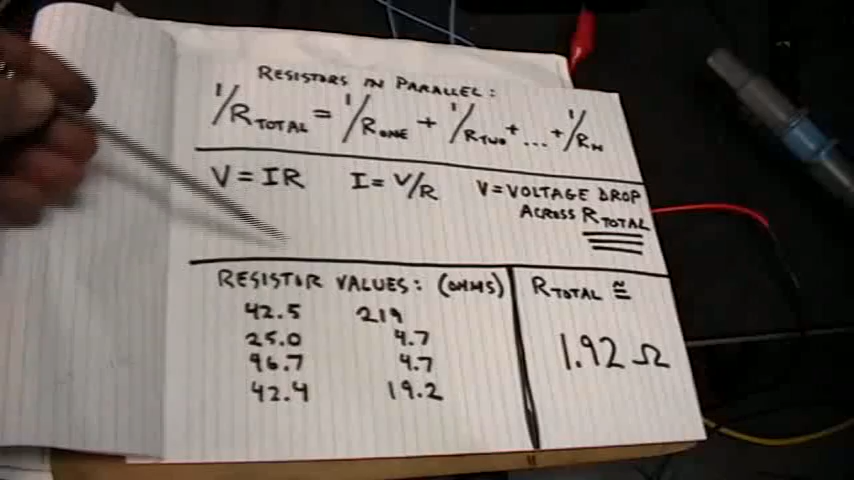 RESISTORS IN PARALLEL:
1/RTOTAL = 1/RONE + 1/RTWO + ... + 1/RN
V = IR I = V/R V = VOLTAGE DROP
ACROSS RTOTAL
RESISTOR VALUES: (OHMS) RTOTAL ≅
42.5 219
25.0 4.7
96.7 4.7
42.4 19.2
1.92 Ω